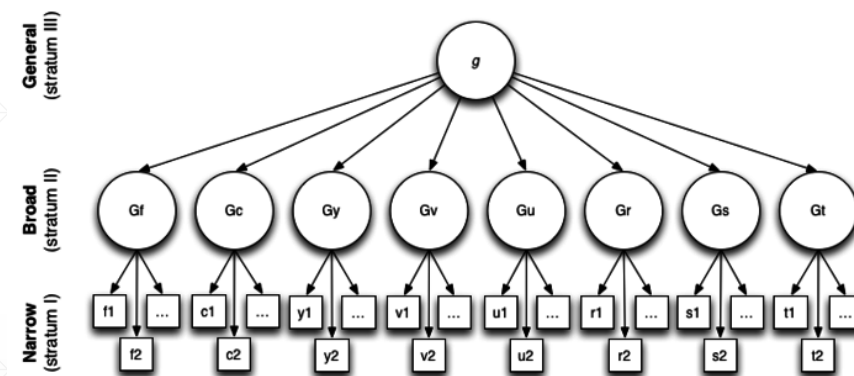 General
(stratum III)
g
Broad
(stratum II)
Gf Gc Gy Gv Gu Gr Gs Gt
Narrow
(stratum I)
f1 ... c1 ... y1 ... v1 ... u1 ... r1 ... s1 ... t1 ...
f2 c2 y2 v2 u2 r2 s2 t2